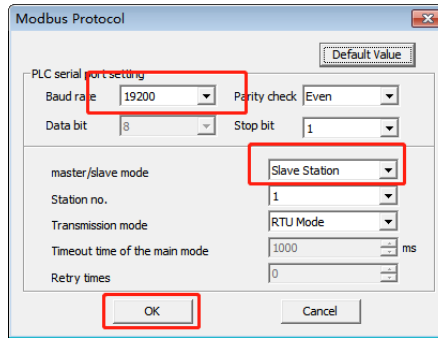 Modbus Protocol
Default Value
PLC serial port setting
Baud rate 19200 Parity check Even
Data bit 8 Stop bit 1
master/slave mode Slave Station
Station no. 1
Transmission mode RTU Mode
Timeout time of the main mode 1000 ms
Retry times 0
OK Cancel